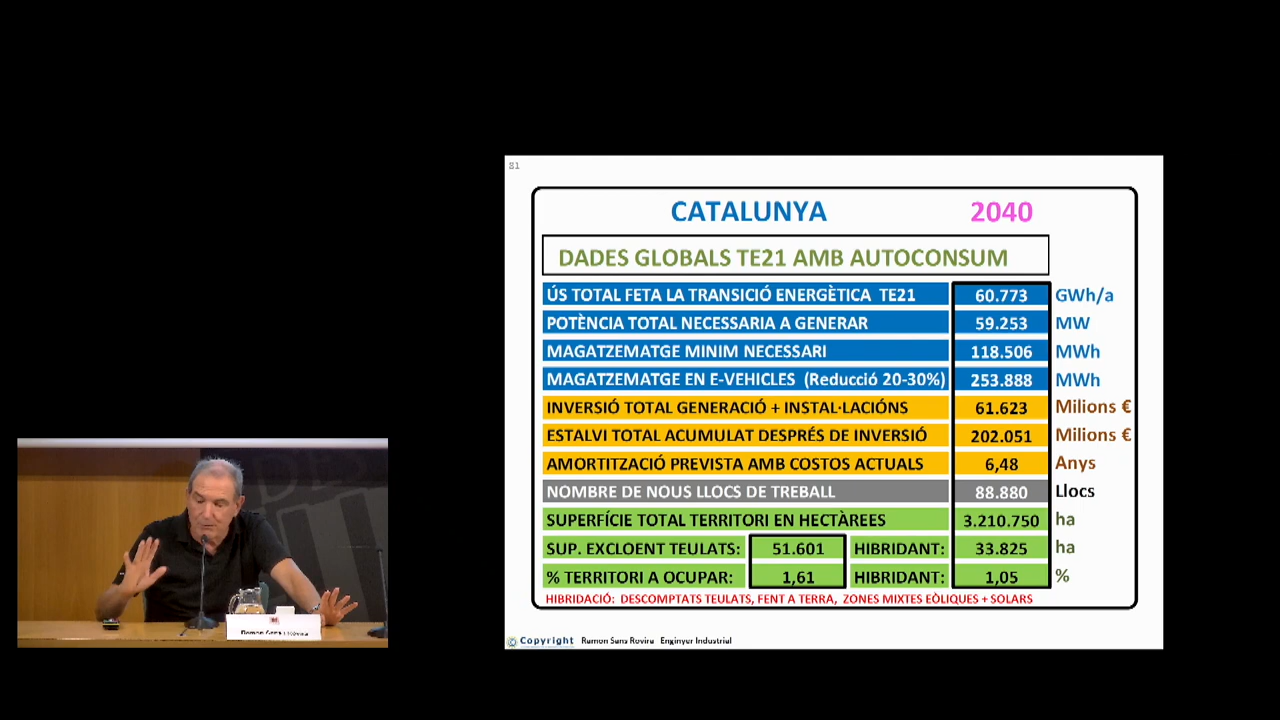 81
CATALUNYA 2040
DADES GLOBALS TE21 AMB AUTOCONSUM
ÚS TOTAL FETA LA TRANSICIÓ ENERGÈTICA TE21 60.773 GWh/a
POTÈNCIA TOTAL NECESSARIA A GENERAR 59.253 MW
MAGATZEMATGE MINIM NECESSARI 118.506 MWh
MAGATZEMATGE EN E-VEHICLES (Reducció 20-30%) 253.888 MWh
INVERSIÓ TOTAL GENERACIÓ + INSTAL·LACIÓNS 61.623 Milions €
ESTALVI TOTAL ACUMULAT DESPRÉS DE INVERSIÓ 202.051 Milions €
AMORTITZACIÓ PREVISTA AMB COSTOS ACTUALS 6,48 Anys
NOMBRE DE NOUS LLOCS DE TREBALL 88.880 Llocs
SUPERFÍCIE TOTAL TERRITORI EN HECTÀREES 3.210.750 ha
SUP. EXCLOENT TEULATS: 51.601 HIBRIDANT: 33.825 ha
% TERRITORI A OCUPAR: 1,61 HIBRIDANT: 1,05 %
HIBRIDACIÓ: DESCOMPTATS TEULATS, FENT A TERRA, ZONES MIXTES EÒLIQUES + SOLARS
© Copyright Ramon Sans Rovira Enginyer Industrial
Ramon Sans i Rovira